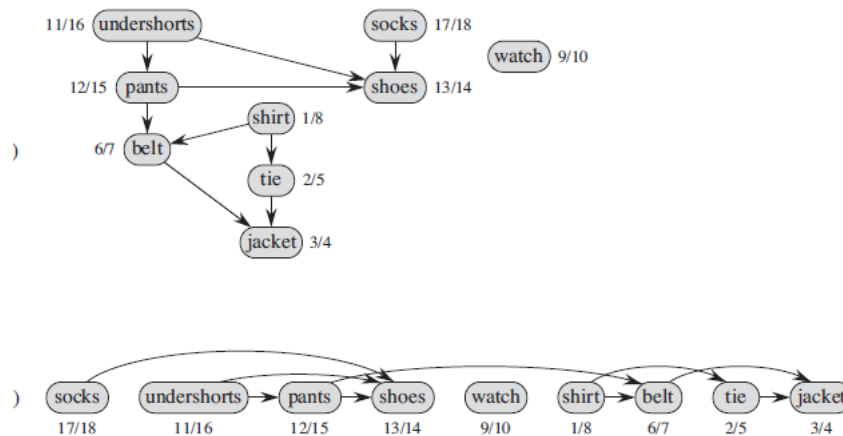 11/16 undershorts socks 17/18
watch 9/10
12/15 pants shoes 13/14
shirt 1/8
) 6/7 belt
tie 2/5
jacket 3/4
) socks undershorts pants shoes watch shirt belt tie jacket
17/18 11/16 12/15 13/14 9/10 1/8 6/7 2/5 3/4